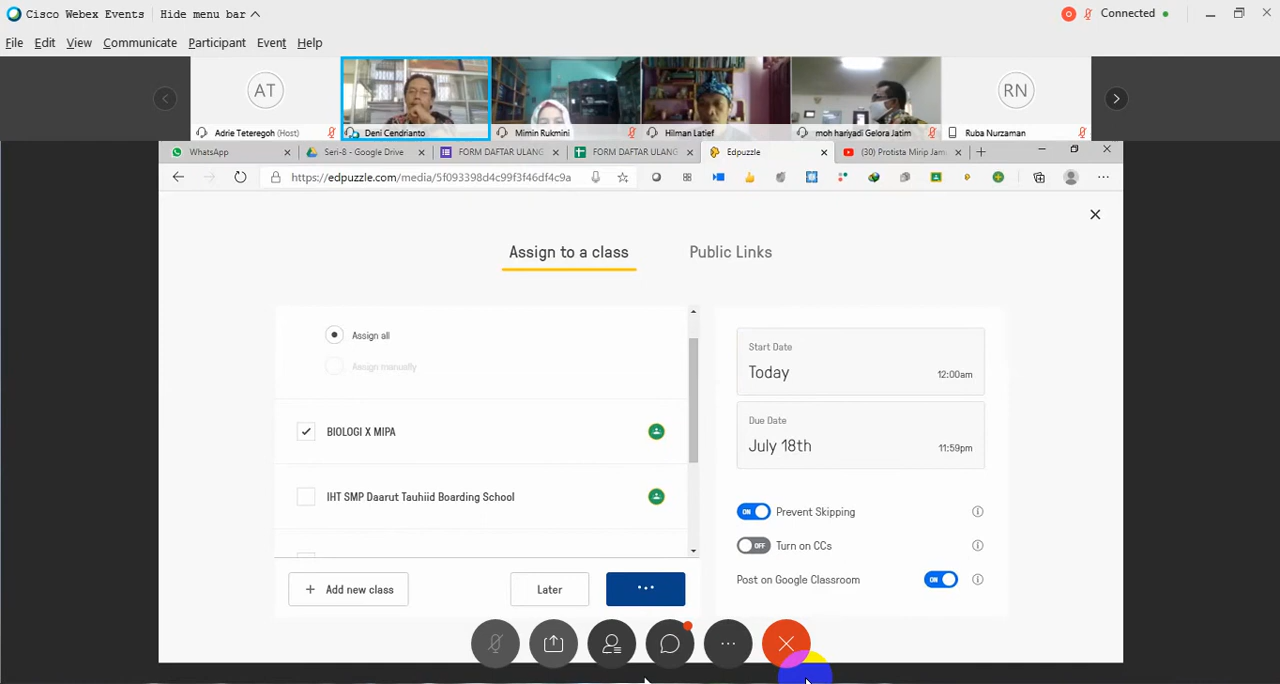 Cisco Webex Events Hide menu bar Connected
File Edit View Communicate Participant Event Help
AT
RN
Adrie Teteregoh (Host) Deni Cendrianto Mimin Rukmini Hilman Latief moh hariyadi Gelora Jatim Ruba Nurzaman
WhatsApp Seri-8 - Google Drive FORM DAFTAR ULANG FORM DAFTAR ULANG Edpuzzle (30) Protista Mirip Jam
https://edpuzzle.com/media/5f093398d4c99f3f46df4c9a
Assign to a class Public Links
Assign all
Assign manually
BIOLOGI X MIPA
IHT SMP Daarut Tauhiid Boarding School
+ Add new class Later ...
Start Date
Today 12:00am
Due Date
July 18th 11:59pm
ON Prevent Skipping
OFF Turn on CCs
Post on Google Classroom ON